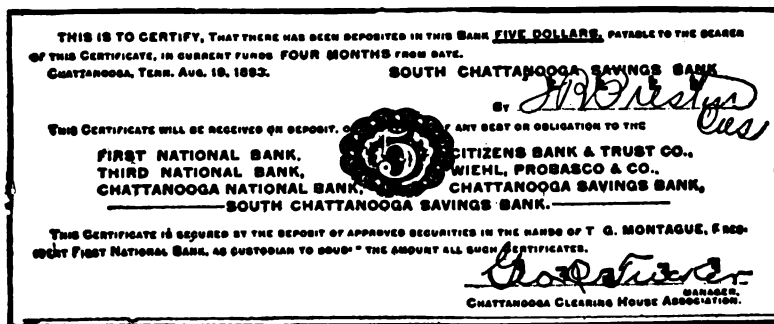 THIS IS TO CERTIFY, THAT THERE HAS BEEN DEPOSITED IN THIS BANK FIVE DOLLARS, PAYABLE TO THE BEARER
OF THIS CERTIFICATE, IN CURRENT FUNDS FOUR MONTHS FROM DATE.
CHATTANOOGA, TENN. AUG. 19, 1893. SOUTH CHATTANOOGA SAVINGS BANK
BY J R Preston
Cas
THIS CERTIFICATE WILL BE RECEIVED ON DEPOSIT, ANY DEBT OR OBLIGATION TO THE
5
FIRST NATIONAL BANK, CITIZENS BANK & TRUST CO.,
THIRD NATIONAL BANK, WIEHL, PROBASCO & CO.,
CHATTANOOGA NATIONAL BANK, CHATTANOOGA SAVINGS BANK,
SOUTH CHATTANOOGA SAVINGS BANK.
THIS CERTIFICATE IS SECURED BY THE DEPOSIT OF APPROVED SECURITIES IN THE HANDS OF T G. MONTAGUE, PRES-
IDENT FIRST NATIONAL BANK, AS CUSTODIAN TO THE AMOUNT ALL SUCH CERTIFICATES.
MANAGER,
CHATTANOOGA CLEARING HOUSE ASSOCIATION.